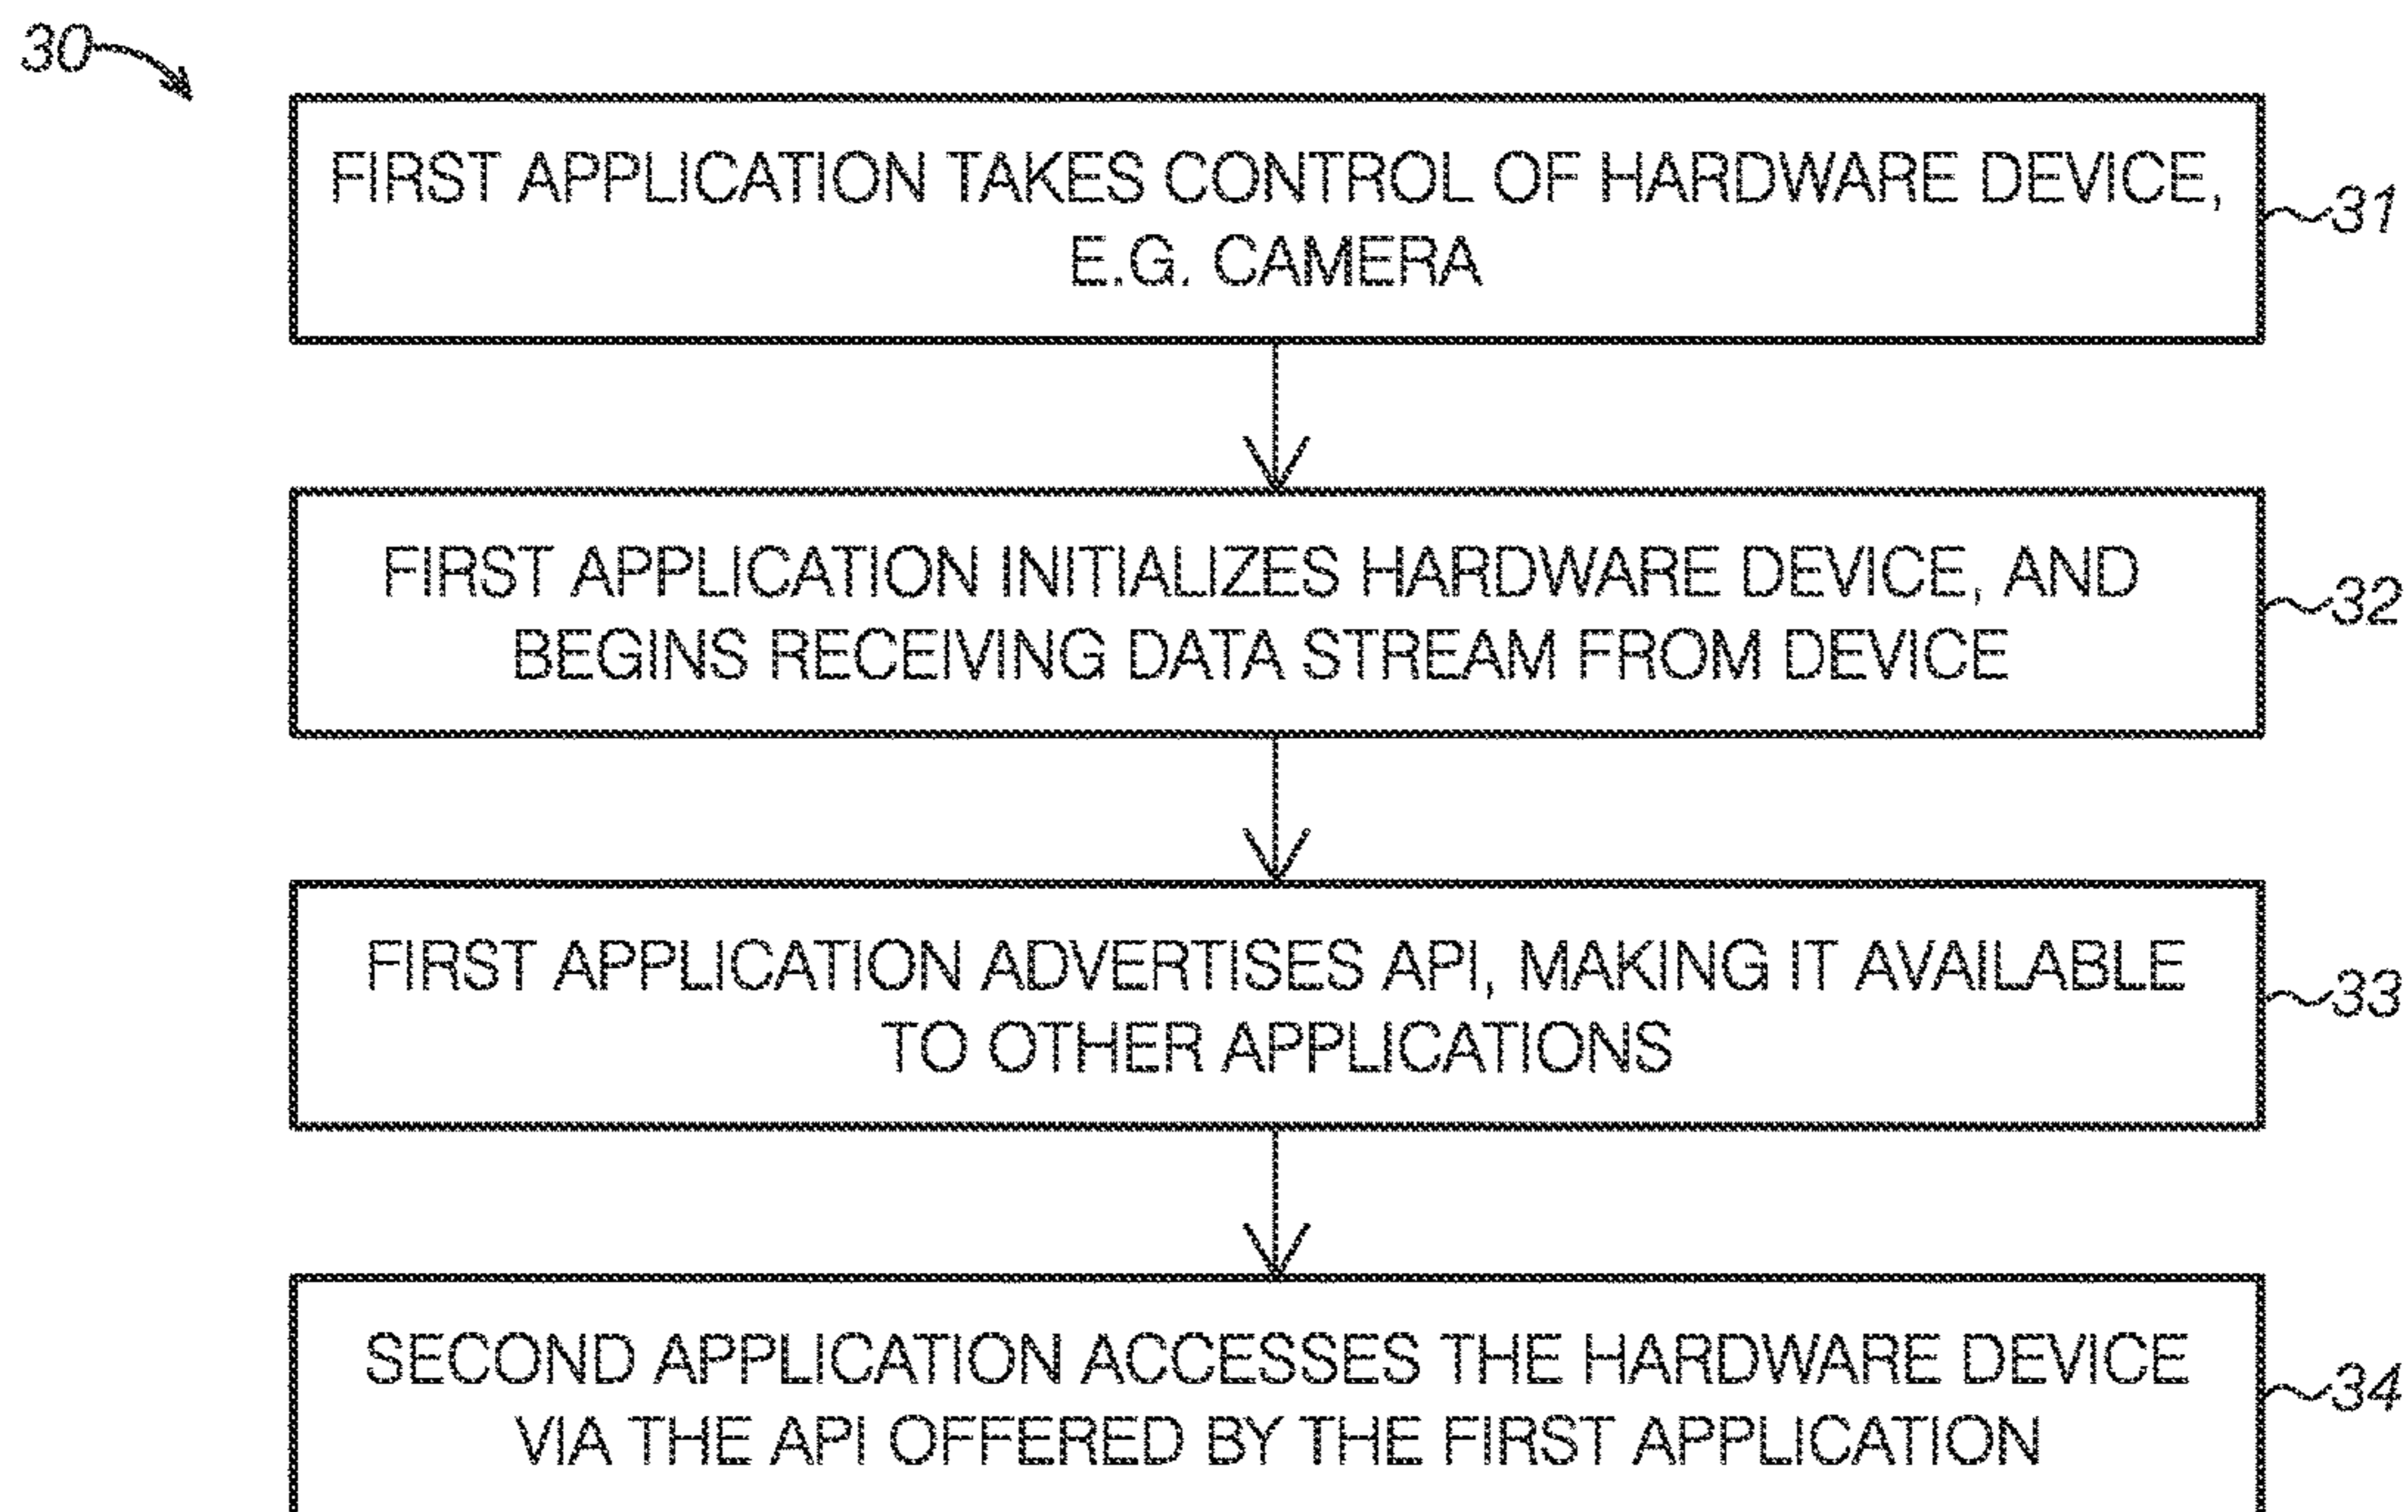 30
FIRST APPLICATION TAKES CONTROL OF HARDWARE DEVICE,
E.G. CAMERA
31
FIRST APPLICATION INITIALIZES HARDWARE DEVICE, AND
BEGINS RECEIVING DATA STREAM FROM DEVICE
32
FIRST APPLICATION ADVERTISES API, MAKING IT AVAILABLE
TO OTHER APPLICATIONS
33
SECOND APPLICATION ACCESSES THE HARDWARE DEVICE
VIA THE API OFFERED BY THE FIRST APPLICATION
34